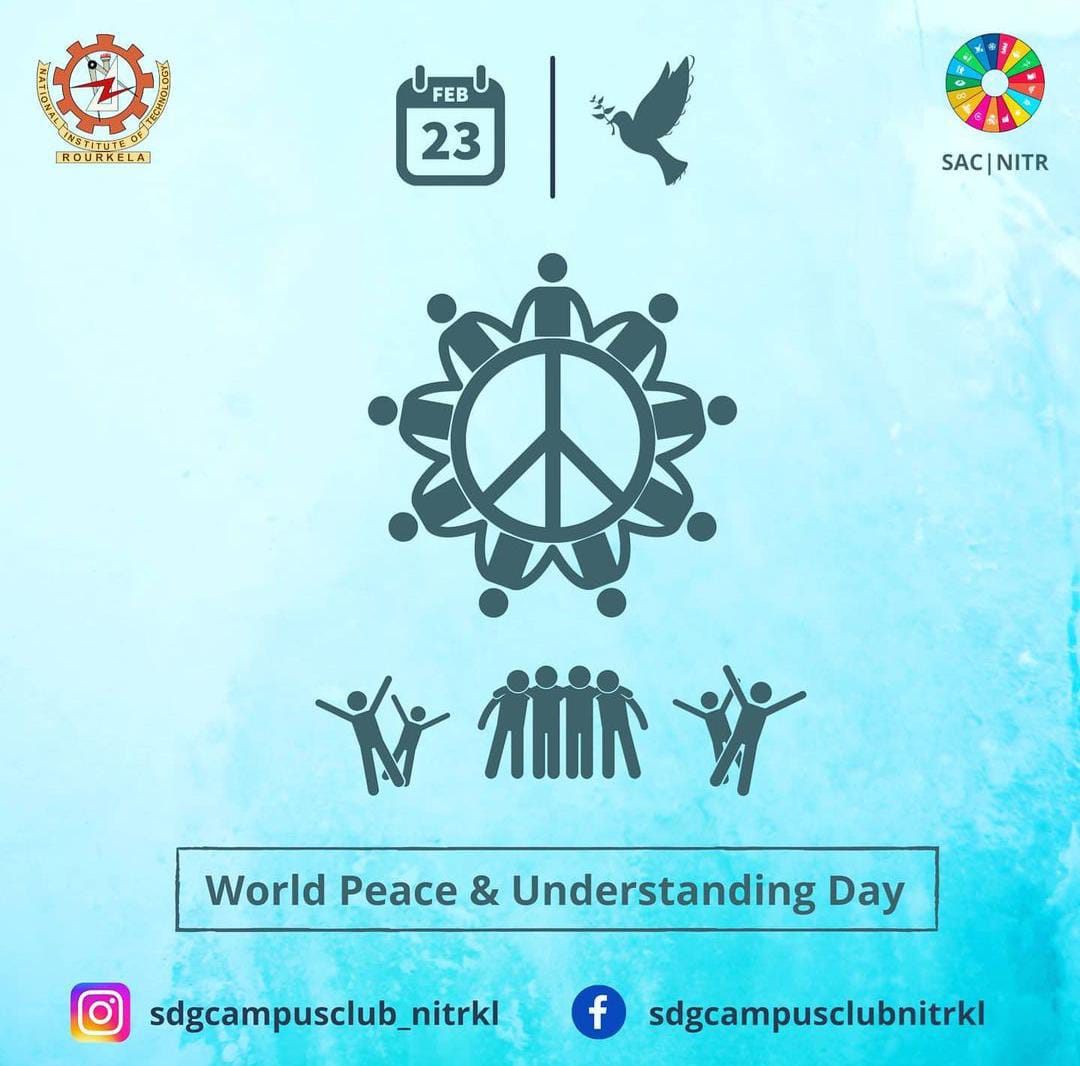 NATIONAL INSTITUTE OF TECHNOLOGY
ROURKELA
FEB
23
SAC|NITR
World Peace & Understanding Day
sdgcampusclub_nitrkl
sdgcampusclubnitrkl